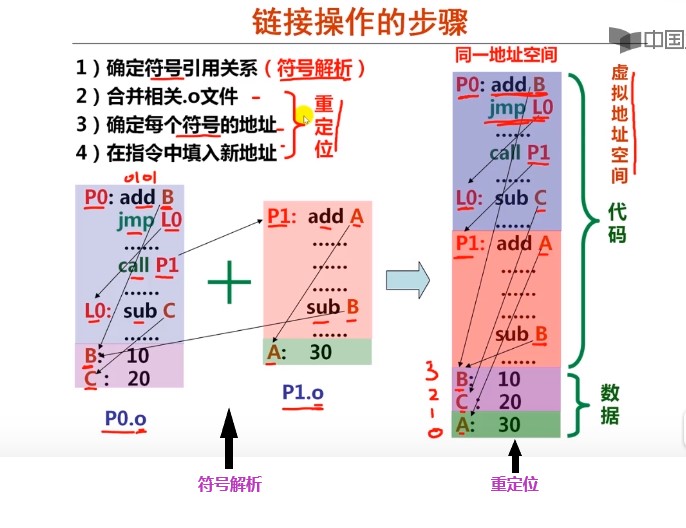 链接操作的步骤
中国
1）确定符号引用关系（符号解析）
2）合并相关.o文件
3）确定每个符号的地址
4）在指令中填入新地址
重定位
0101
P0: add B
jmp L0
……
call P1
……
L0: sub C
……
B: 10
C: 20
P0.o
+
P1: add A
……
……
……
sub B
……
A: 30
P1.o
同一地址空间
P0: add B
jmp L0
……
call P1
……
L0: sub C
……
P1: add A
……
……
……
sub B
……
B: 10
C: 20
A: 30
3
2
1
0
代码
数据
虚拟地址空间
符号解析
重定位